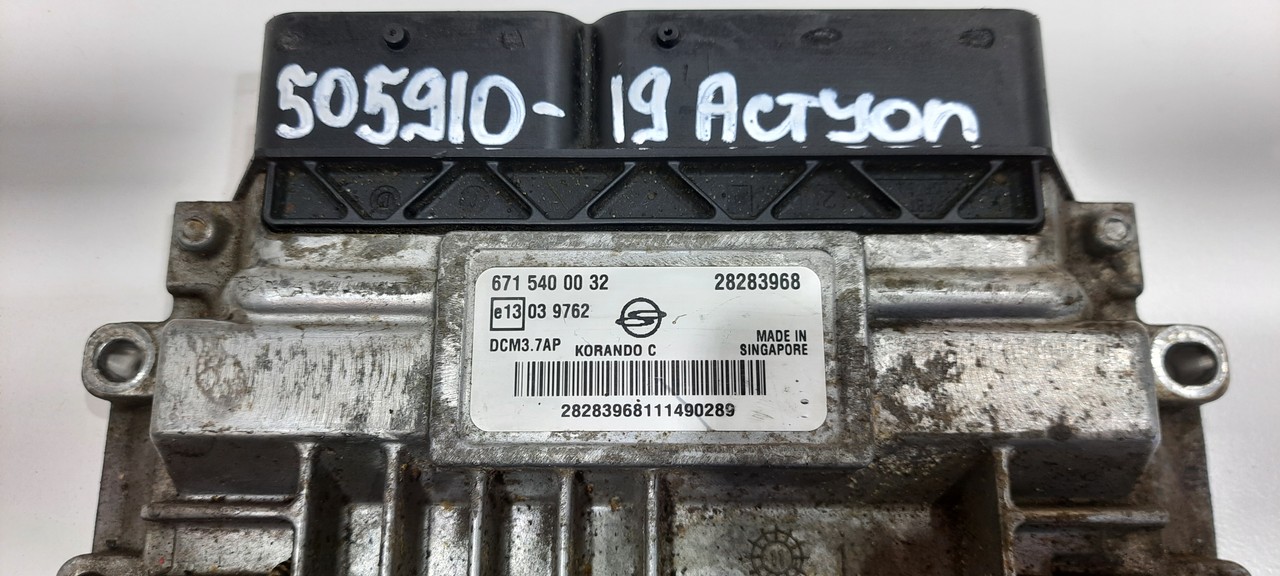 505910- 19 Actyon
671 540 00 32 28283968
e13 03 9762
DCM3.7AP KORANDO C MADE IN SINGAPORE
28283968111490289